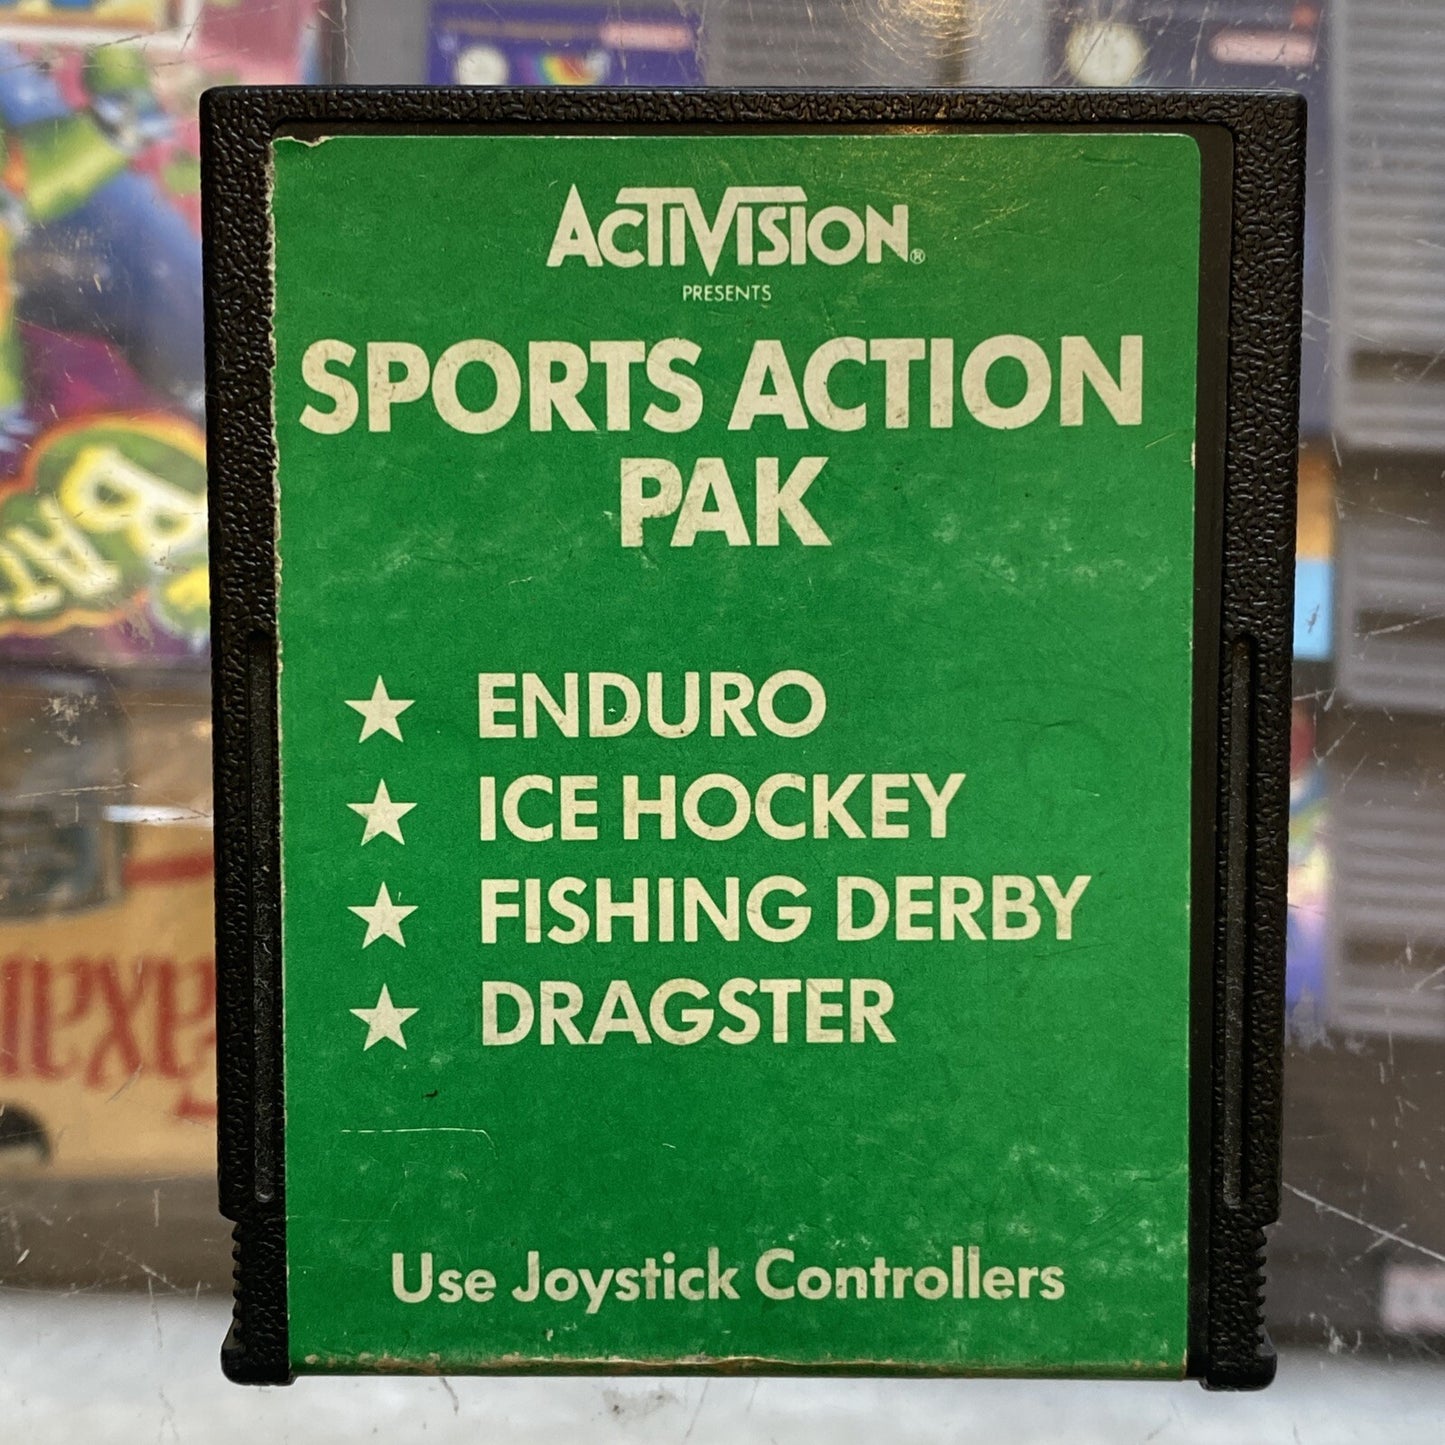 ACTIVISION®
PRESENTS
SPORTS ACTION
PAK
★ ENDURO
★ ICE HOCKEY
★ FISHING DERBY
★ DRAGSTER
Use Joystick Controllers